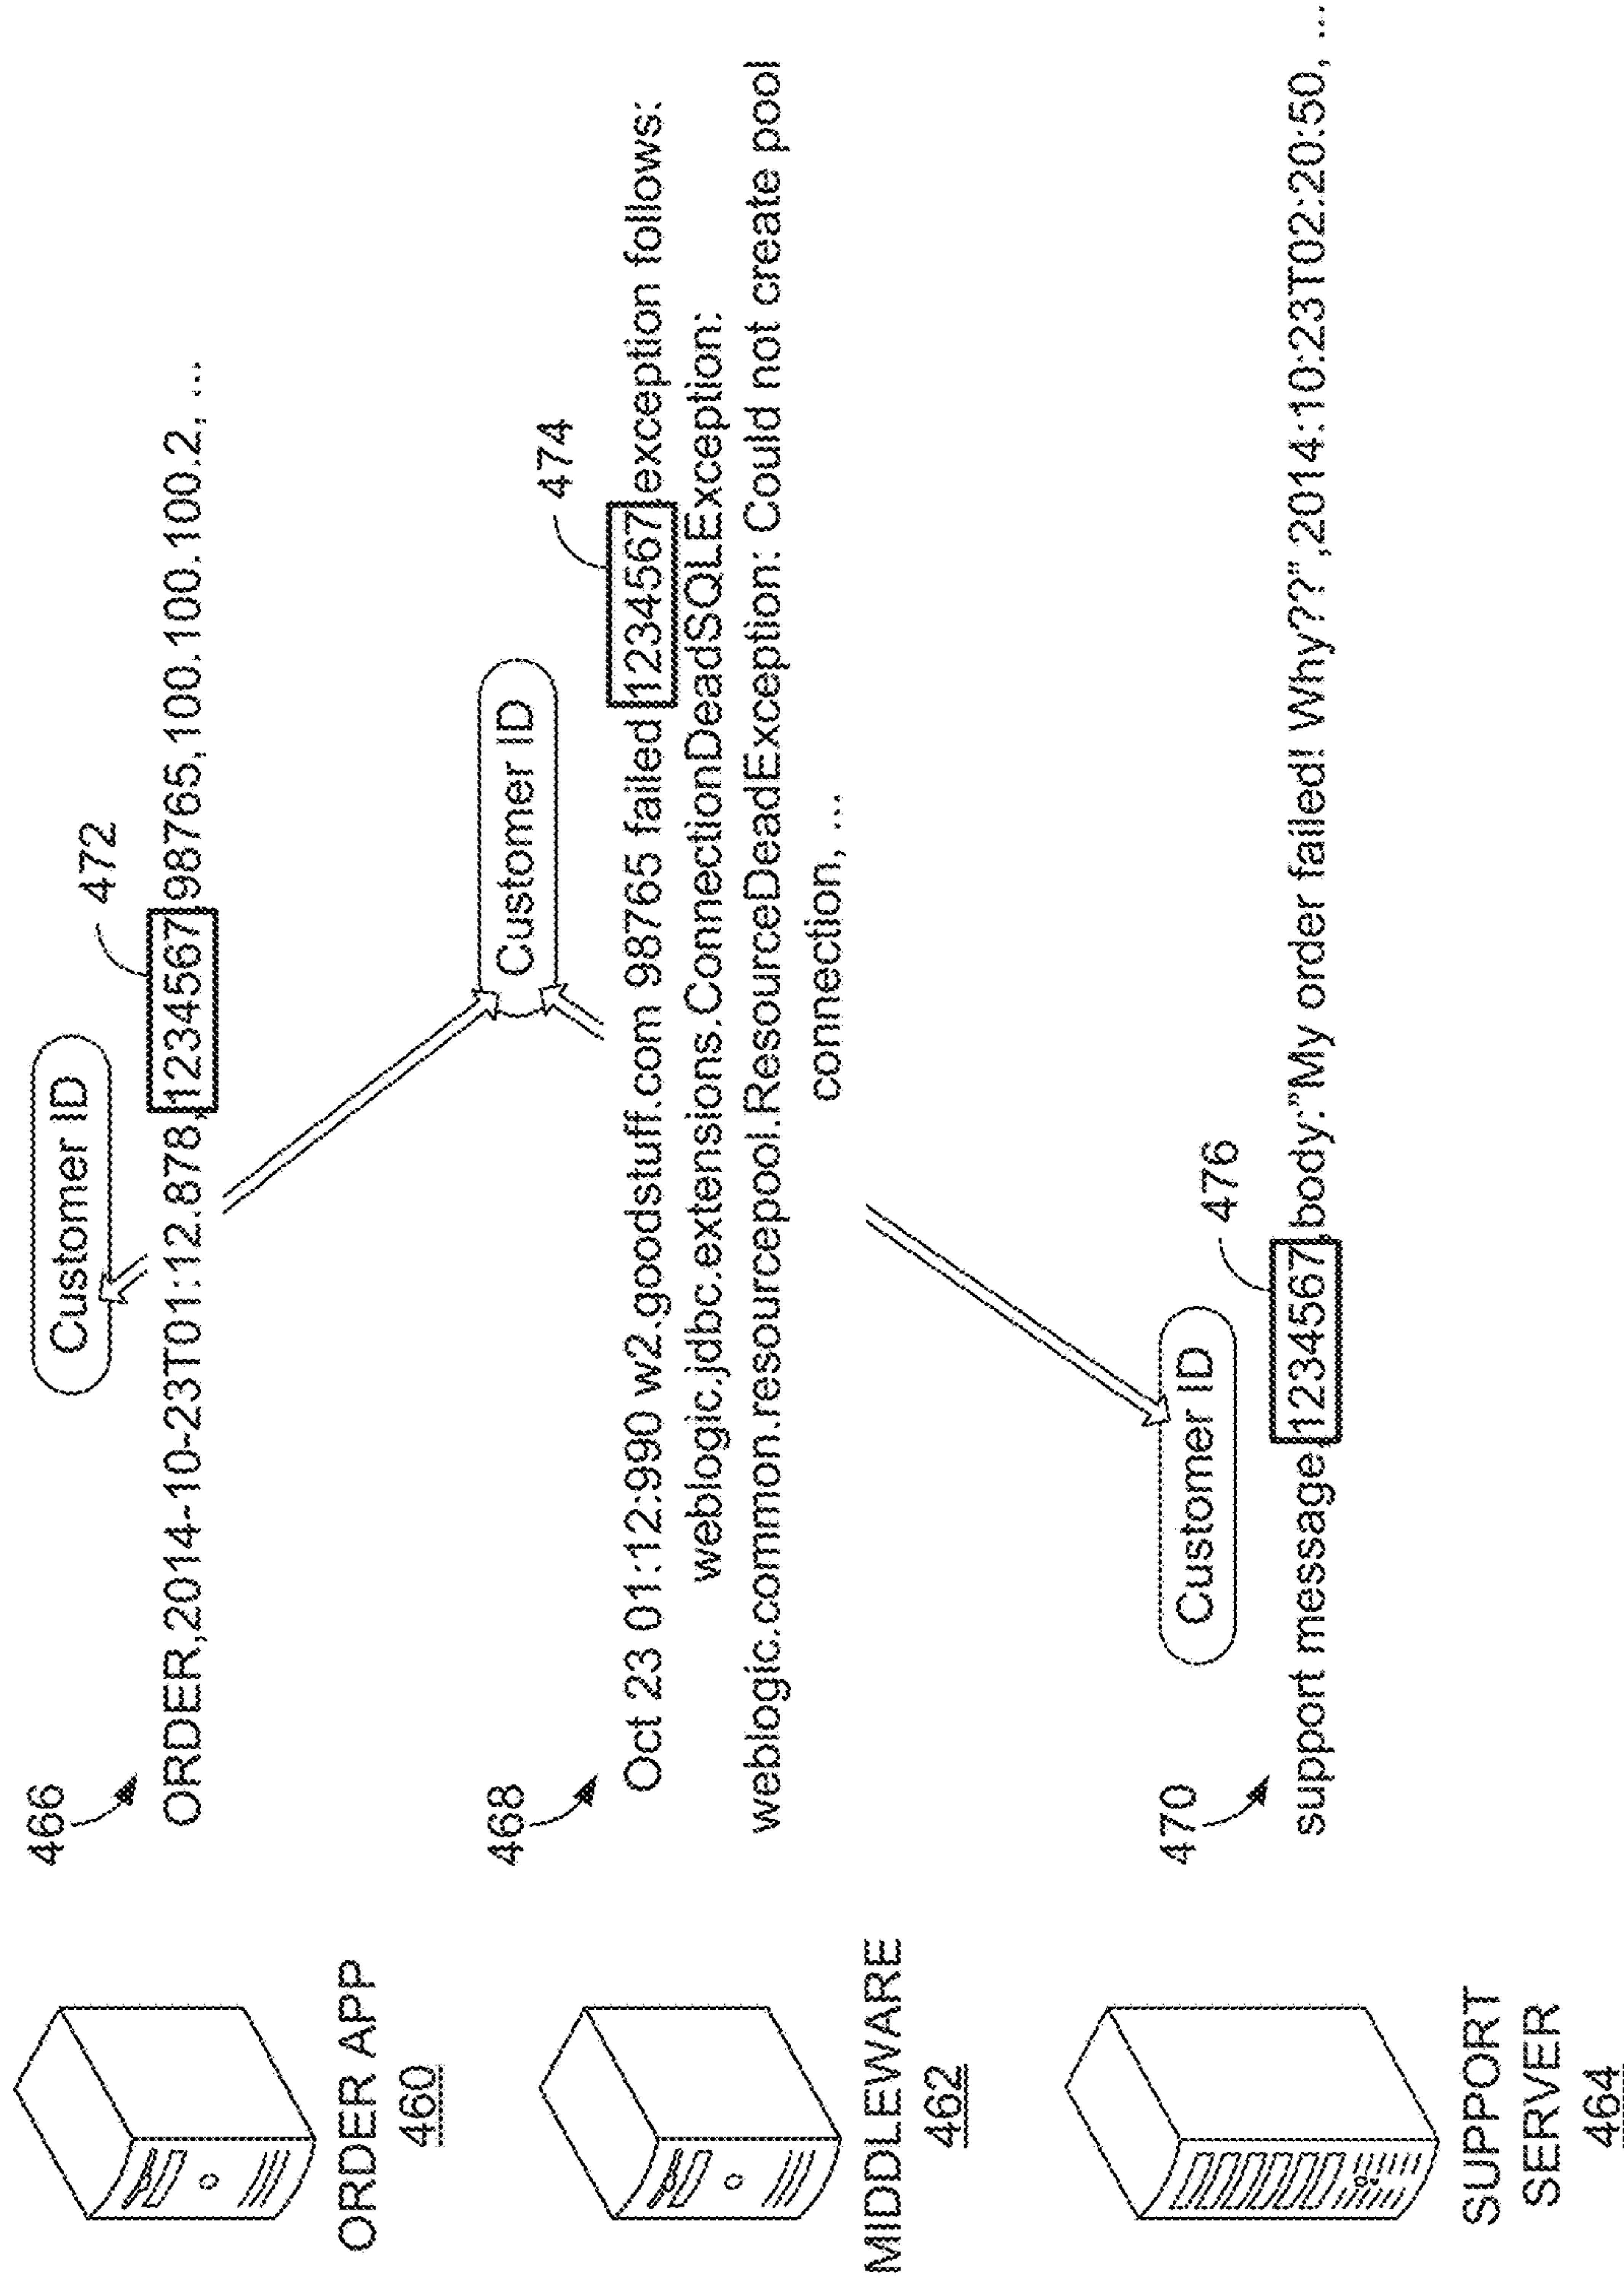 ORDER APP
460
466
Customer ID
472
ORDER,2014-10-23T01:12.878,1234567,98765,100.100.100.2, ...
MIDDLEWARE
462
468
Customer ID
474
Oct 23 01:12:990 w2.goodstuff.com 98765 failed 1234567 exception follows:
weblogic.jdbc.extensions.ConnectionDeadSQLException:
weblogic.common.resourcepool.ResourceDeadException: Could not create pool
connection, ...
SUPPORT
SERVER
464
470
Customer ID
476
support message,1234567,body:"My order failed! Why??",2014:10:23T02:20:50, ...